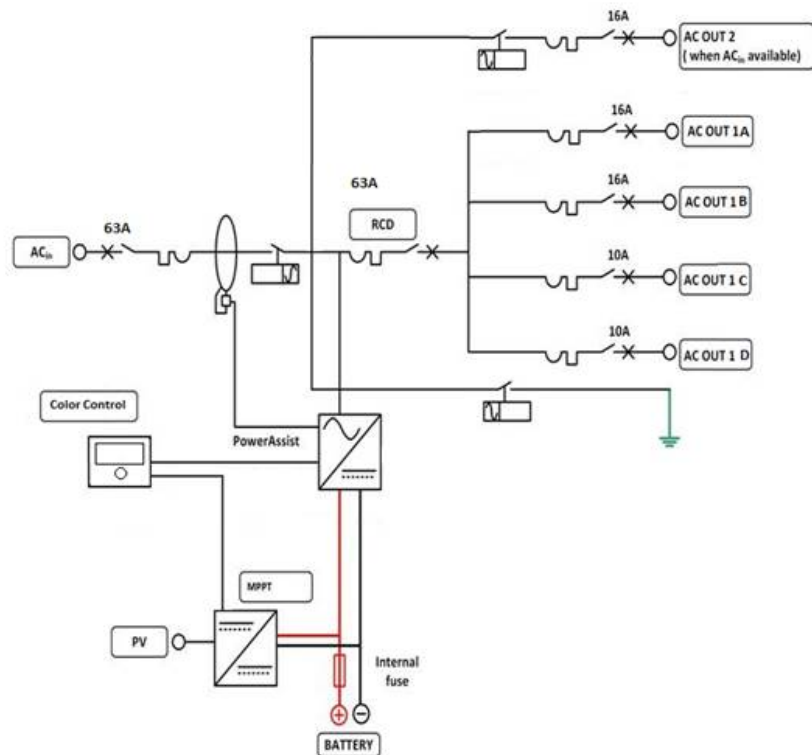 16A
AC OUT 2
( when ACin available)
16A
AC OUT 1A
63A
16A
AC OUT 1B
63A
RCD
ACin
10A
AC OUT 1 C
10A
AC OUT 1 D
Color Control
PowerAssist
MPPT
PV
Internal
fuse
+
−
BATTERY